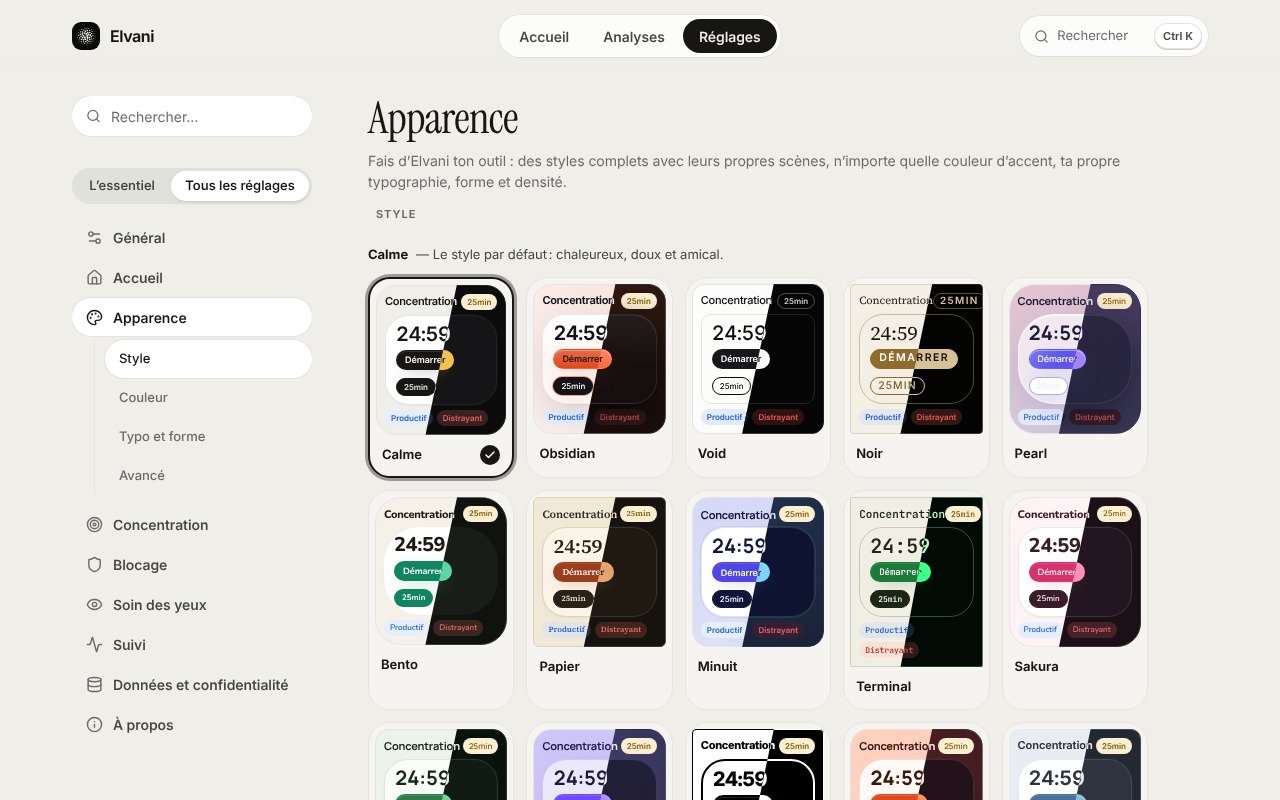 Elvani
Accueil
Analyses
Réglages
Rechercher
Ctrl K
Rechercher...
L'essentiel
Tous les réglages
Général
Accueil
Apparence
Style
Couleur
Typo et forme
Avancé
Concentration
Blocage
Soin des yeux
Suivi
Données et confidentialité
À propos
Apparence
Fais d'Elvani ton outil : des styles complets avec leurs propres scènes, n'importe quelle couleur d'accent, ta propre
typographie, forme et densité.
STYLE
Calme — Le style par défaut : chaleureux, doux et amical.
Concentration 25min
24:59
Démarrer
25min
Productif Distrayant
Calme
Concentration 25min
24:59
Démarrer
25min
Productif Distrayant
Obsidian
Concentration 25min
24:59
Démarrer
25min
Productif Distrayant
Void
Concentration 25MIN
24:59
DÉMARRER
25MIN
Productif Distrayant
Noir
Concentration 25min
24:59
Démarrer
25min
Productif Distrayant
Pearl
Concentration 25min
24:59
Démarrer
25min
Productif Distrayant
Bento
Concentration 25min
24:59
Démarrer
25min
Productif Distrayant
Papier
Concentration 25min
24:59
Démarrer
25min
Productif Distrayant
Minuit
Concentration 25min
24:59
Démarrer
25min
Productif
Distrayant
Terminal
Concentration 25min
24:59
Démarrer
25min
Productif Distrayant
Sakura
Concentration 25min
24:59
Concentration 25min
24:59
Concentration 25min
24:59
Concentration 25min
24:59
Concentration 25min
24:59